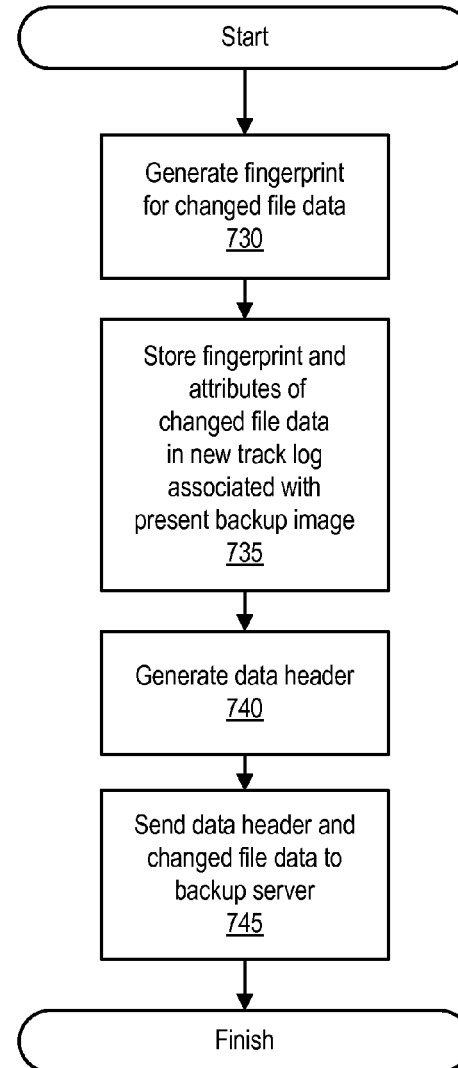 Start
Generate fingerprint
for changed file data
730
Store fingerprint and
attributes of
changed file data
in new track log
associated with
present backup image
735
Generate data header
740
Send data header and
changed file data to
backup server
745
Finish